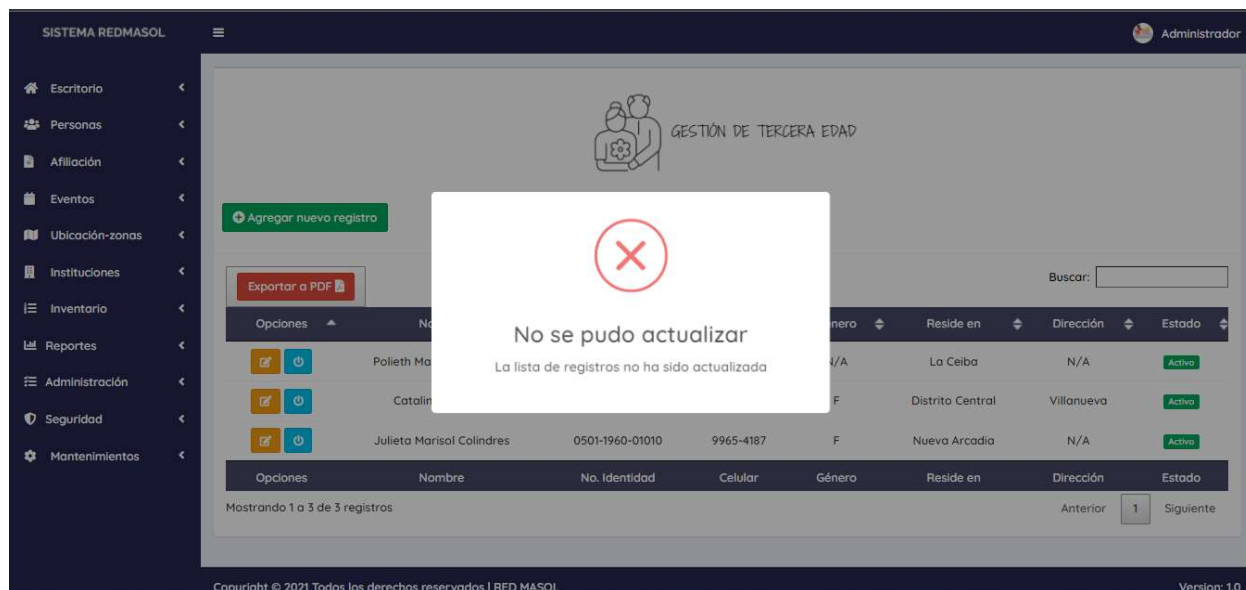 SISTEMA REDMASOL
Administrador
Escritorio
Personas
Afiliación
Eventos
Ubicación-zonas
Instituciones
Inventario
Reportes
Administración
Seguridad
Mantenimientos
GESTIÓN DE TERCERA EDAD
Agregar nuevo registro
Exportar a PDF
Buscar:
No se pudo actualizar
La lista de registros no ha sido actualizada
Opciones Reside en Dirección Estado
Polieth La Ceiba N/A Activo
F Distrito Central Villanueva Activo
Julieta Marisol Colindres 0501-1960-01010 9965-4187 F Nueva Arcadia N/A Activo
Opciones Nombre No. Identidad Celular Género Reside en Dirección Estado
Mostrando 1 a 3 de 3 registros
Anterior 1 Siguiente
Copyright © 2021 Todos los derechos reservados | RED MASOL
Version: 1.0